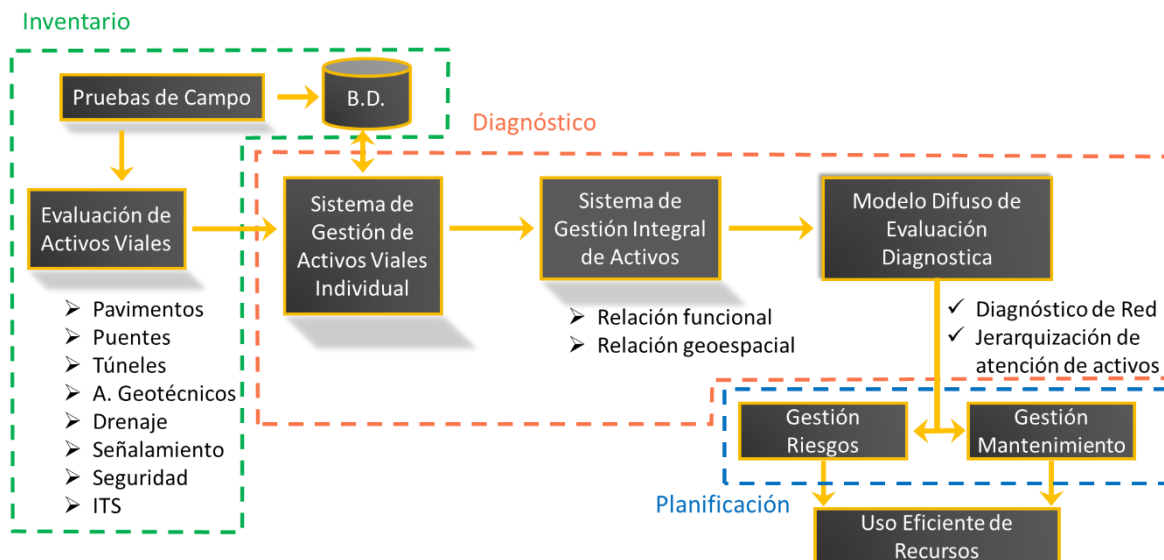 Inventario
Pruebas de Campo
B.D.
Diagnóstico
Evaluación de
Activos Viales
Sistema de
Gestión de
Activos Viales
Individual
Sistema de
Gestión Integral
de Activos
Modelo Difuso de
Evaluación
Diagnostica
➢ Pavimentos
➢ Puentes
➢ Túneles
➢ A. Geotécnicos
➢ Drenaje
➢ Señalamiento
➢ Seguridad
➢ ITS
➢ Relación funcional
➢ Relación geoespacial
✓ Diagnóstico de Red
✓ Jerarquización de
atención de activos
Gestión
Riesgos
Gestión
Mantenimiento
Planificación
Uso Eficiente de
Recursos